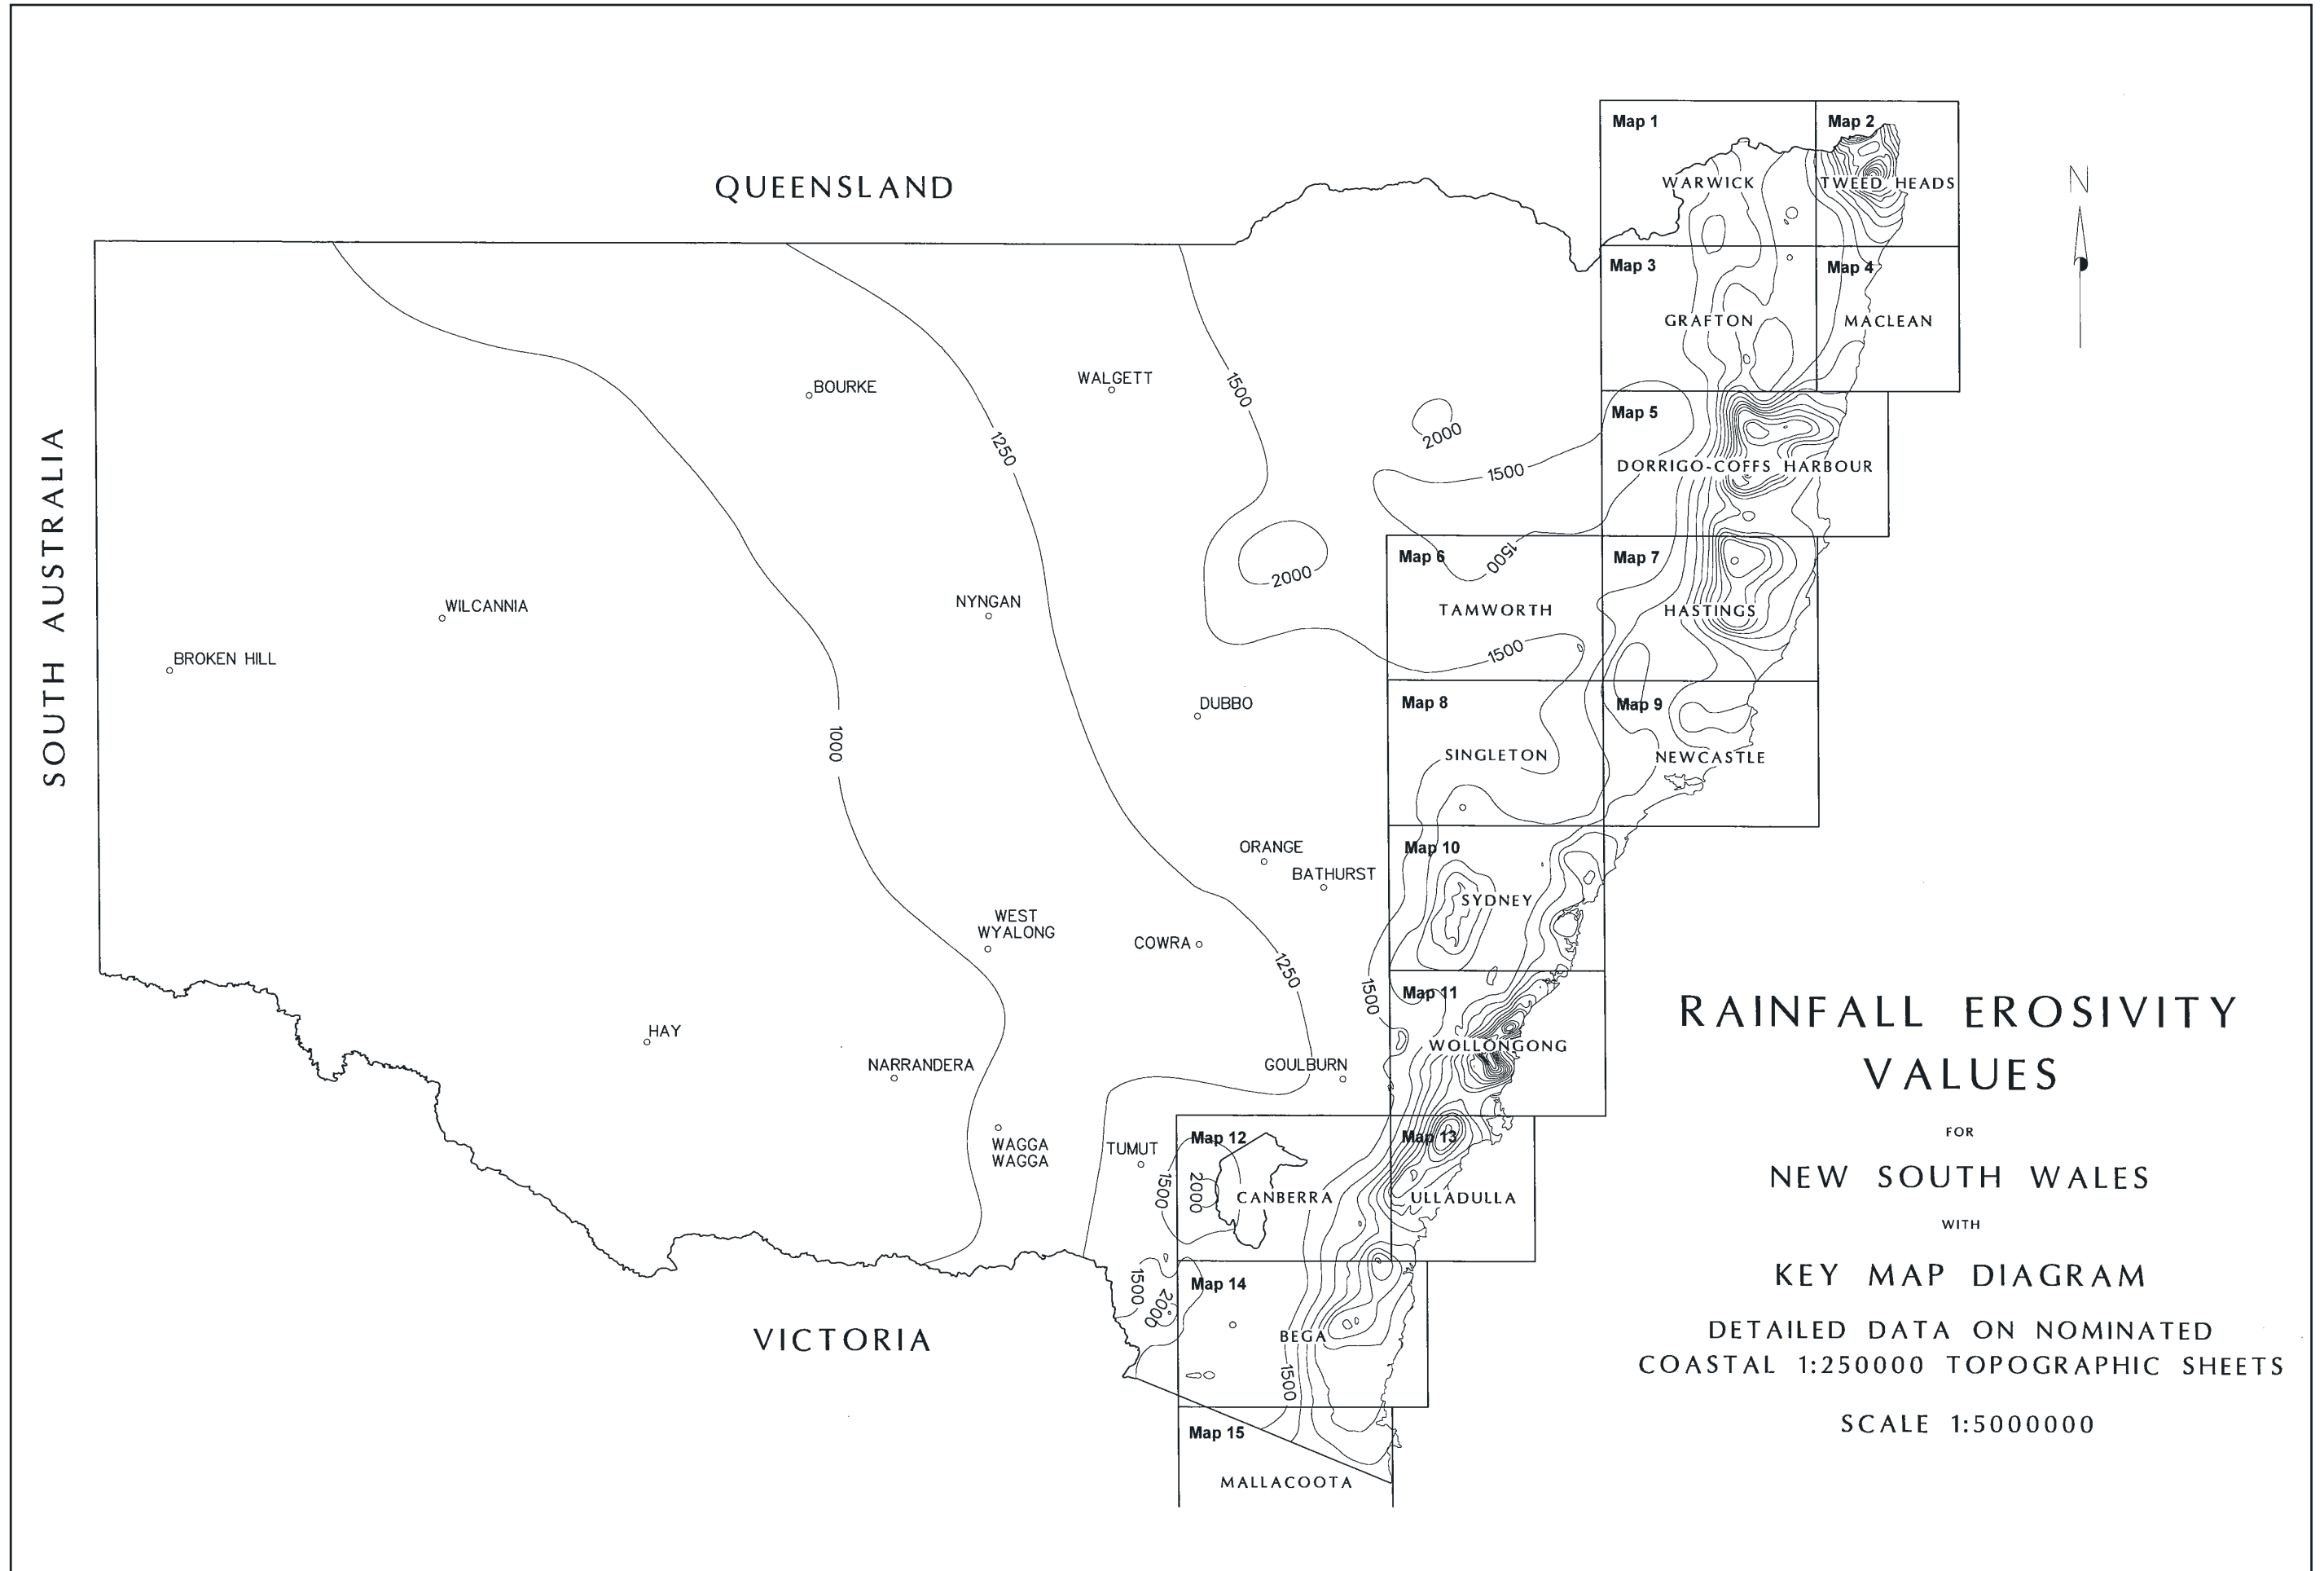 Map 1
Map 2
QUEENSLAND
WARWICK
TWEED HEADS
N
Map 3
Map 4
GRAFTON
MACLEAN
BOURKE
WALGETT
1500
Map 5
2000
1250
1500
DORRIGO-COFFS HARBOUR
SOUTH AUSTRALIA
Map 6
1500
Map 7
2000
WILCANNIA
NYNGAN
TAMWORTH
HASTINGS
BROKEN HILL
1500
DUBBO
Map 8
Map 9
1000
SINGLETON
NEWCASTLE
ORANGE
Map 10
BATHURST
SYDNEY
WEST
WYALONG
COWRA
1250
1500
Map 11
RAINFALL EROSIVITY
VALUES
HAY
WOLLONGONG
NARRANDERA
GOULBURN
FOR
WAGGA
WAGGA
TUMUT
Map 12
Map 13
1500
2000
CANBERRA
ULLADULLA
NEW SOUTH WALES
WITH
KEY MAP DIAGRAM
1500
2000
Map 14
VICTORIA
BEGA
DETAILED DATA ON NOMINATED
COASTAL 1:250000 TOPOGRAPHIC SHEETS
1500
SCALE 1:5000000
Map 15
MALLACOOTA